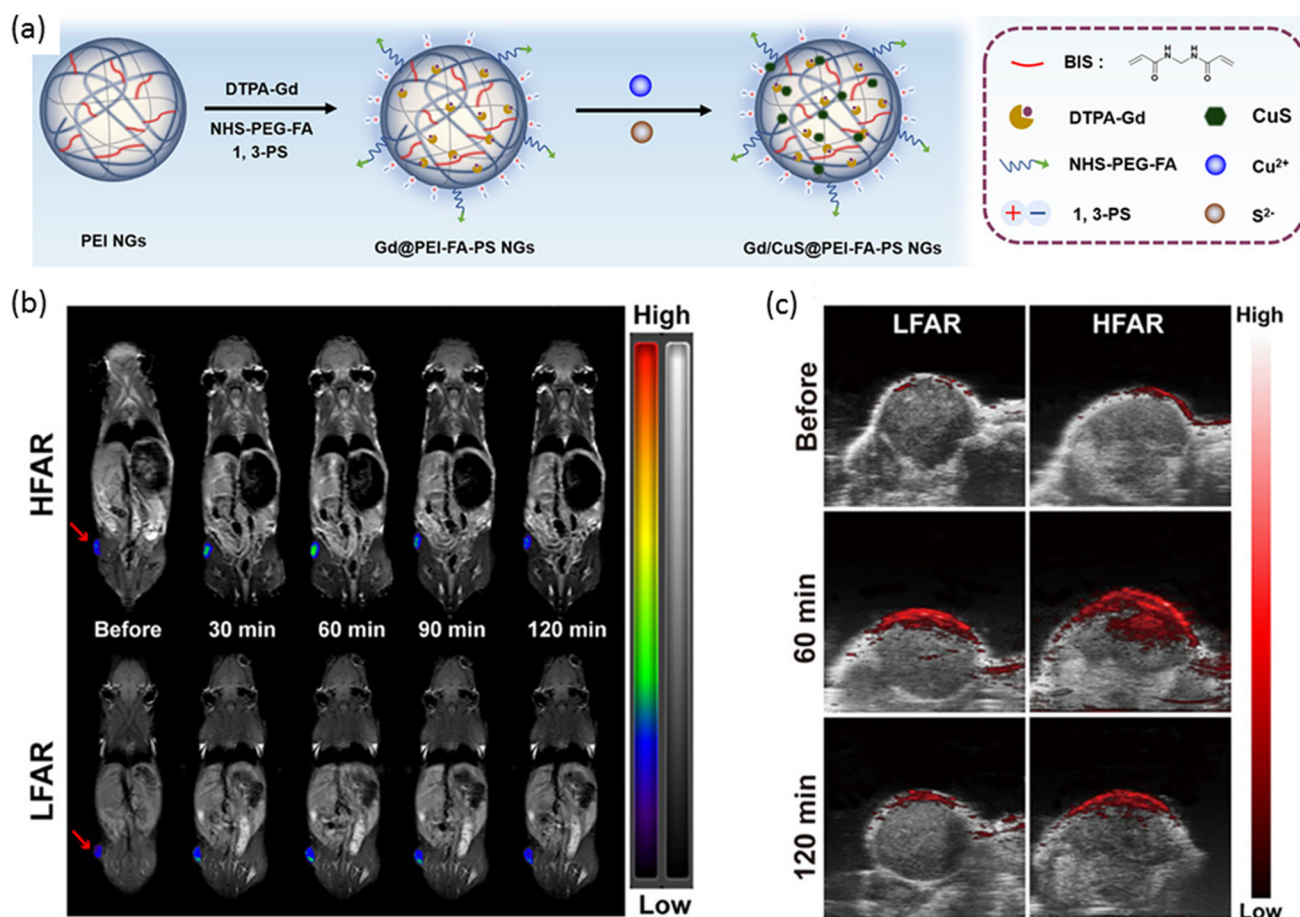 (a)
DTPA-Gd
NHS-PEG-FA
1, 3-PS
PEI NGs
Gd@PEI-FA-PS NGs
Gd/CuS@PEI-FA-PS NGs
BIS :
H N H N
O O
DTPA-Gd
CuS
NHS-PEG-FA
Cu²⁺
+ −
1, 3-PS
S²⁻
(b)
High
HFAR
Before 30 min 60 min 90 min 120 min
LFAR
Low
(c)
LFAR HFAR
High
Before
60 min
120 min
Low